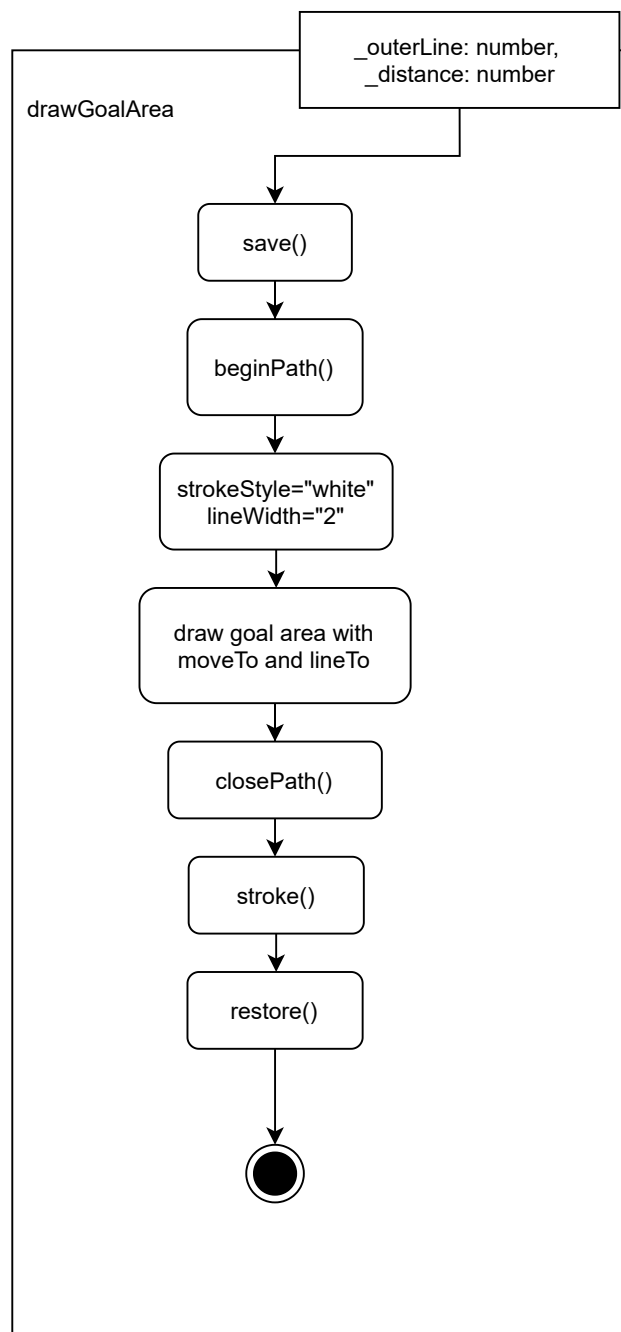 _outerLine: number,
_distance: number
drawGoalArea
save()
beginPath()
strokeStyle="white"
lineWidth="2"
draw goal area with
moveTo and lineTo
closePath()
stroke()
restore()